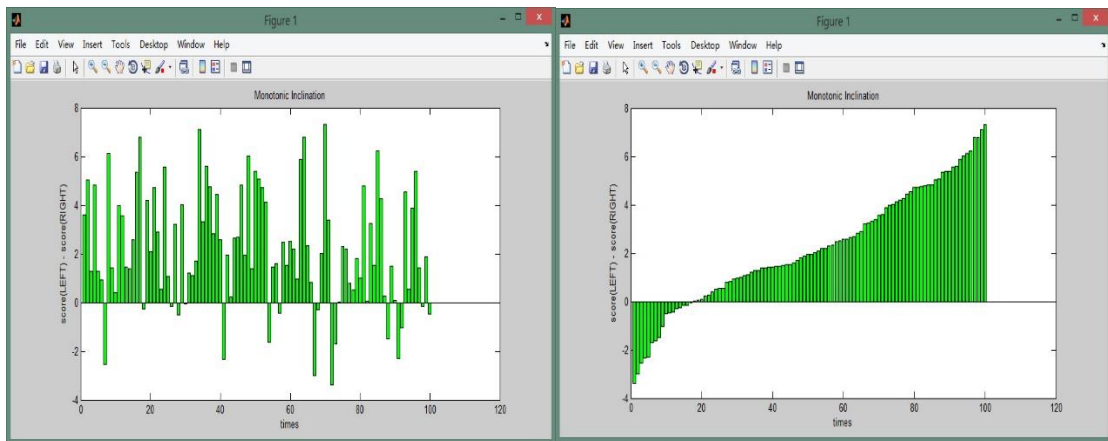 Figure 1
File Edit View Insert Tools Desktop Window Help
Monotonic Inclination
score(LEFT) - score(RIGHT)
8
6
4
2
0
-2
-4
0 20 40 60 80 100 120
times
Figure 1
File Edit View Insert Tools Desktop Window Help
Monotonic Inclination
score(LEFT) - score(RIGHT)
8
6
4
2
0
-2
-4
0 20 40 60 80 100 120
times